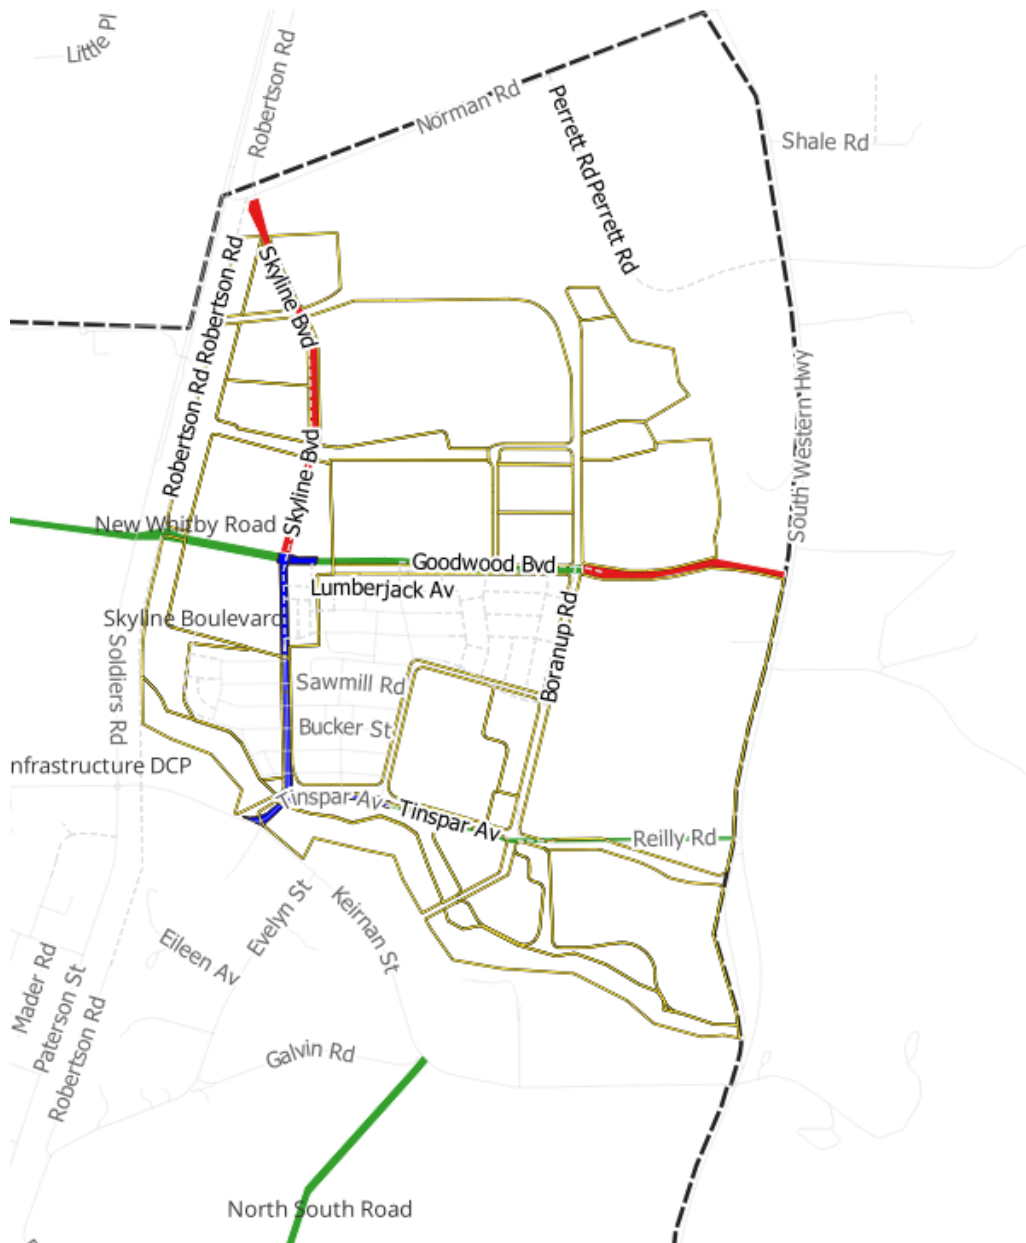 Little Pl
Robertson Rd
Norman Rd
Perrett Rd
Perrett Rd
Shale Rd
Robertson Rd
Skyline Bvd
Robertson Rd
South Western Hwy
Skyline Bvd
New Whitby Road
Goodwood Bvd
Lumberjack Av
Skyline Boulevard
Boranup Rd
Soldiers Rd
Sawmill Rd
Bucker St
nfrastructure DCP
Tinspar Av
Tinspar Av
Reilly Rd
Evelyn St
Keirnan St
Eileen Av
Mader Rd
Paterson St
Robertson Rd
Galvin Rd
North South Road